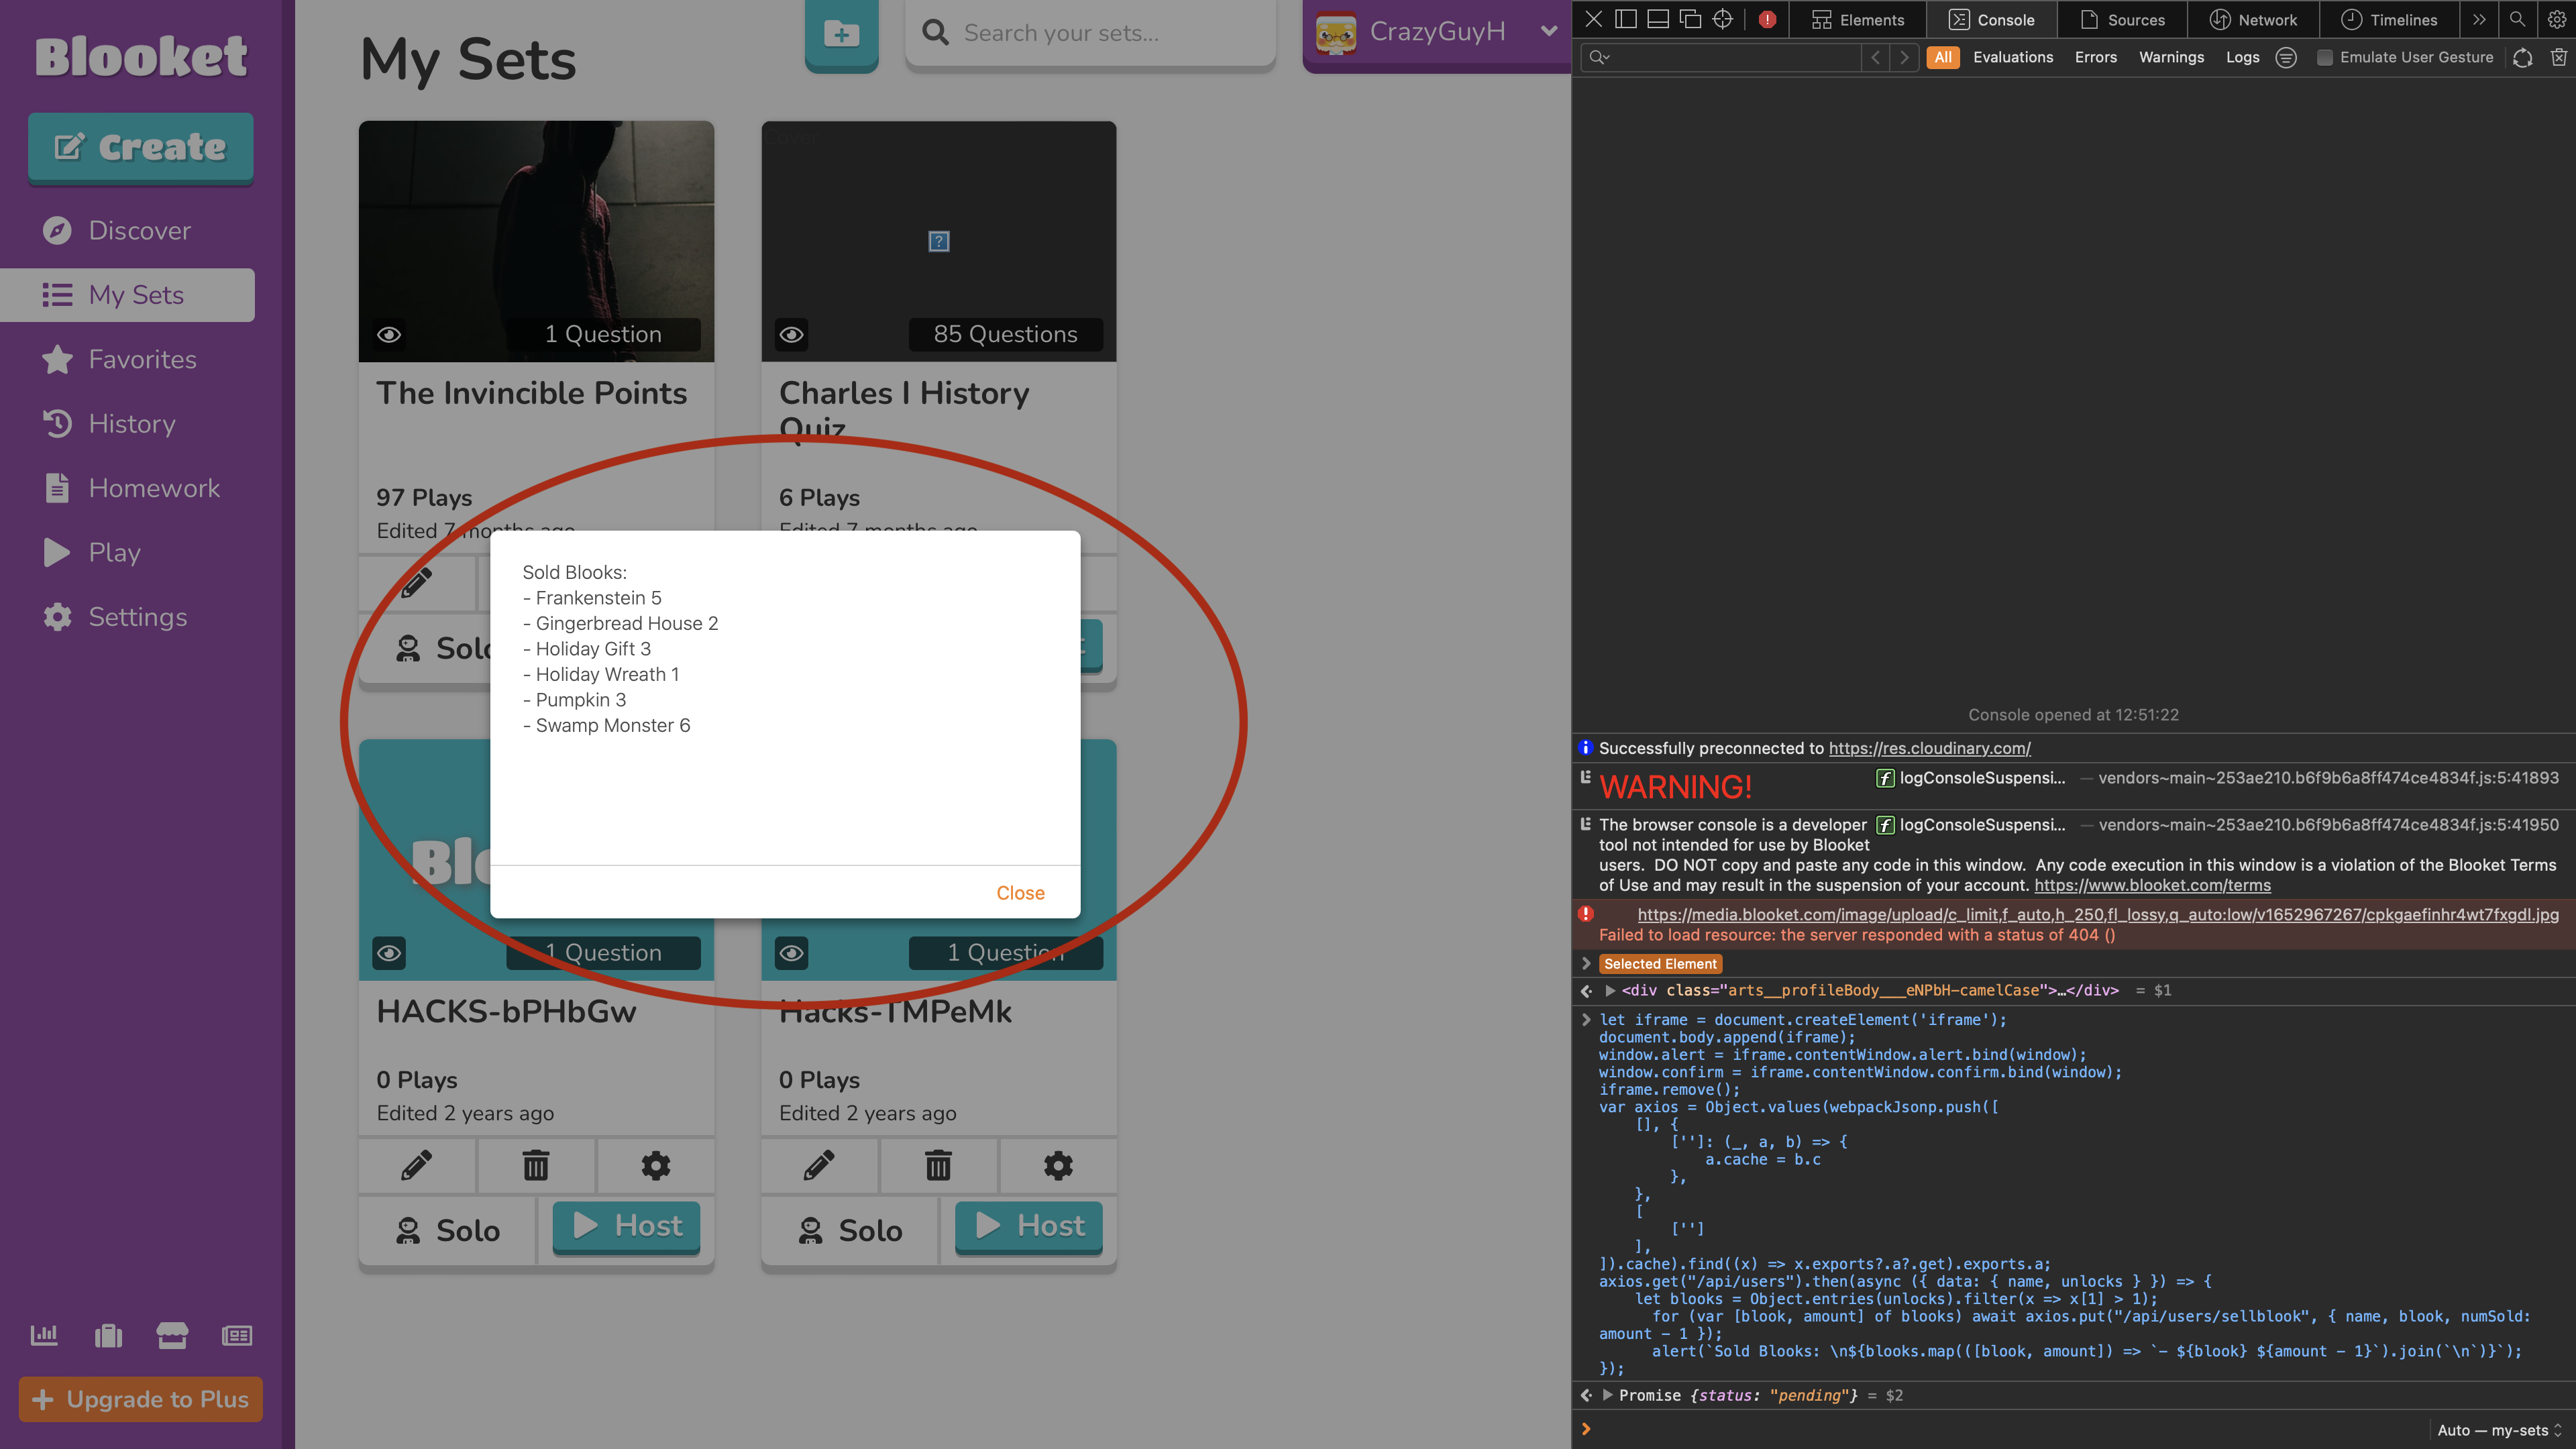 Blooket
Create
Discover
My Sets
Favorites
History
Homework
Play
Settings
Upgrade to Plus
My Sets
Search your sets...
CrazyGuyH
1 Question
The Invincible Points
97 Plays
Edited 7 months ago
Solo
85 Questions
Charles I History
Quiz
6 Plays
Edited 7 months ago
Sold Blooks:
- Frankenstein 5
- Gingerbread House 2
- Holiday Gift 3
- Holiday Wreath 1
- Pumpkin 3
- Swamp Monster 6
Close
Blo
1 Question
HACKS-bPHbGw
0 Plays
Edited 2 years ago
Solo
Host
1 Question
Hacks-TMPeMk
0 Plays
Edited 2 years ago
Solo
Host
Elements
Console
Sources
Network
Timelines
All
Evaluations
Errors
Warnings
Logs
Emulate User Gesture
Console opened at 12:51:22
Successfully preconnected to https://res.cloudinary.com/
WARNING!
logConsoleSuspensi... — vendors~main~253ae210.b6f9b6a8ff474ce4834f.js:5:41893
The browser console is a developer
logConsoleSuspensi... — vendors~main~253ae210.b6f9b6a8ff474ce4834f.js:5:41950
tool not intended for use by Blooket
users. DO NOT copy and paste any code in this window. Any code execution in this window is a violation of the Blooket Terms
of Use and may result in the suspension of your account. https://www.blooket.com/terms
https://media.blooket.com/image/upload/c_limit,f_auto,h_250,fl_lossy,q_auto:low/v1652967267/cpkgaefinhr4wt7fxgdl.jpg
Failed to load resource: the server responded with a status of 404 ()
Selected Element
<div class="arts__profileBody___eNPbH-camelCase">…</div> = $1
let iframe = document.createElement('iframe');
document.body.append(iframe);
window.alert = iframe.contentWindow.alert.bind(window);
window.confirm = iframe.contentWindow.confirm.bind(window);
iframe.remove();
var axios = Object.values(webpackJsonp.push([
[], {
['']: (_, a, b) => {
a.cache = b.c
},
},
[
['']
],
]).cache).find((x) => x.exports?.a?.get).exports.a;
axios.get("/api/users").then(async ({ data: { name, unlocks } }) => {
let blooks = Object.entries(unlocks).filter(x => x[1] > 1);
for (var [blook, amount] of blooks) await axios.put("/api/users/sellblook", { name, blook, numSold:
amount - 1 });
alert(`Sold Blooks: \n${blooks.map(([blook, amount]) => `- ${blook} ${amount - 1}`).join(`\n`)}`);
});
Promise {status: "pending"} = $2
Auto — my-sets